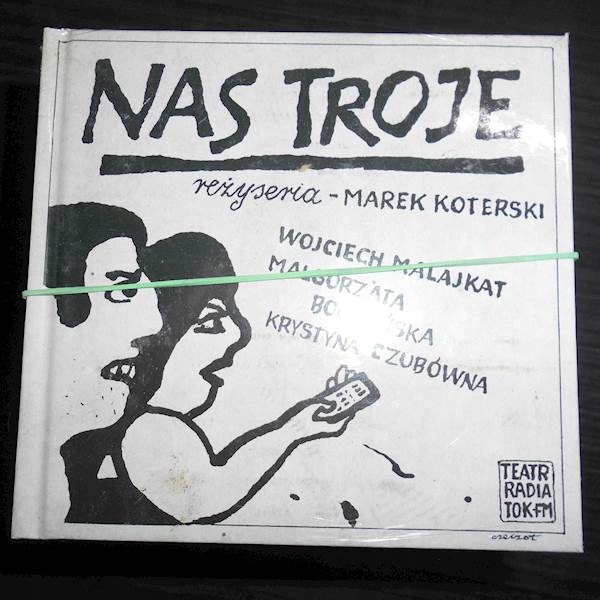 NAS TROJE
reżyseria - MAREK KOTERSKI
WOJCIECH MALAJKAT
MAŁGORZATA
KRYSTYNA CZUBÓWNA
TEATR
RADIA
TOK·FM